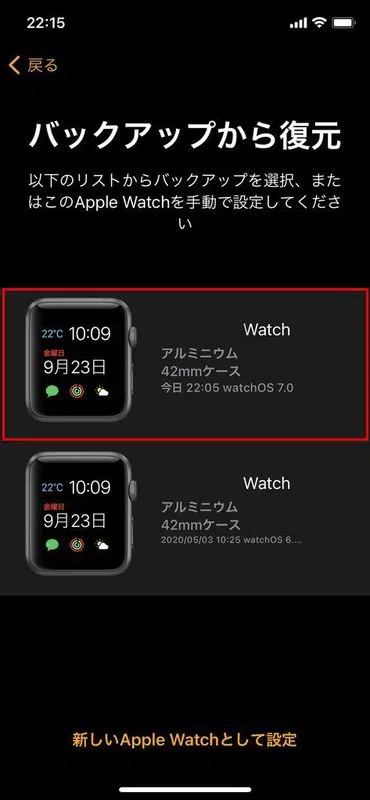 22:15
戻る
バックアップから復元
以下のリストからバックアップを選択、また
はこのApple Watchを手動で設定してくださ
い
22°C 10:09
金曜日
9月23日
Watch
アルミニウム
42mmケース
今日 22:05 watchOS 7.0
22°C 10:09
金曜日
9月23日
Watch
アルミニウム
42mmケース
2020/05/03 10:25 watchOS 6....
新しいApple Watchとして設定